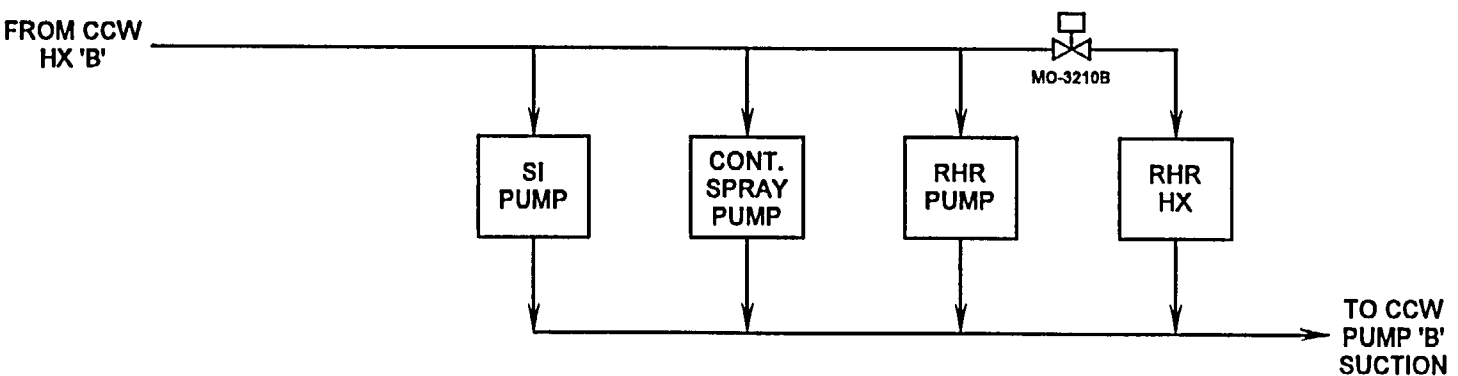 FROM CCW
HX 'B'
MO-3210B
SI
PUMP
CONT.
SPRAY
PUMP
RHR
PUMP
RHR
HX
TO CCW
PUMP 'B'
SUCTION